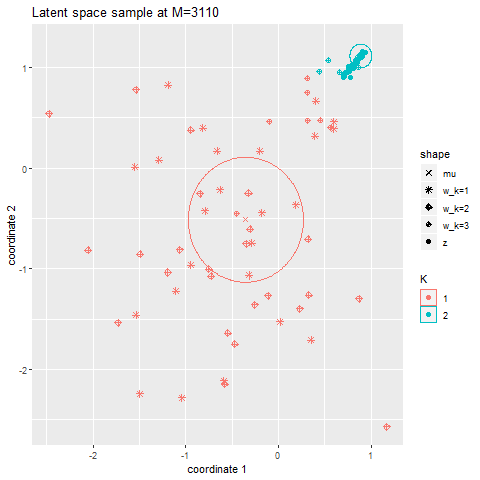 Latent space sample at M=3110
coordinate 2
1
0
-1
-2
-2
-1
0
1
coordinate 1
shape
mu
w_k=1
w_k=2
w_k=3
z
K
1
2